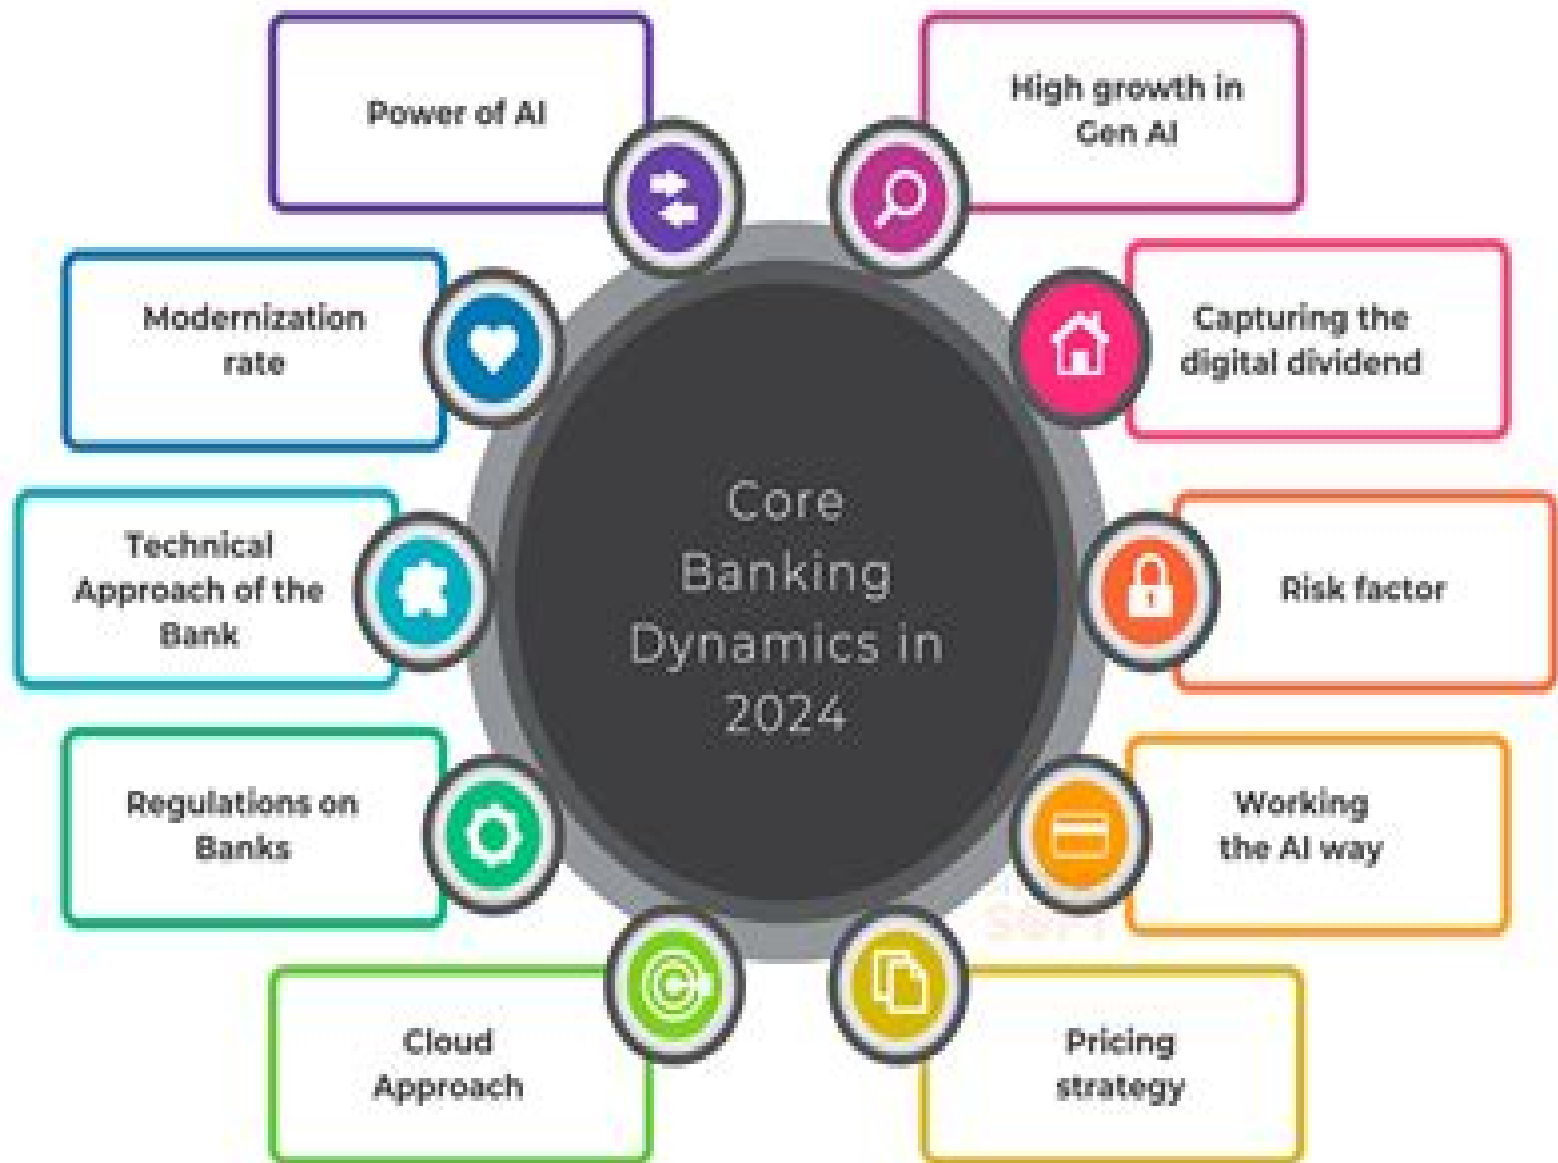 Power of AI
High growth in
Gen AI
Modernization
rate
Capturing the
digital dividend
Technical
Approach of the
Bank
Core
Banking
Dynamics in
2024
Risk factor
Regulations on
Banks
Working
the AI way
Cloud
Approach
Pricing
strategy